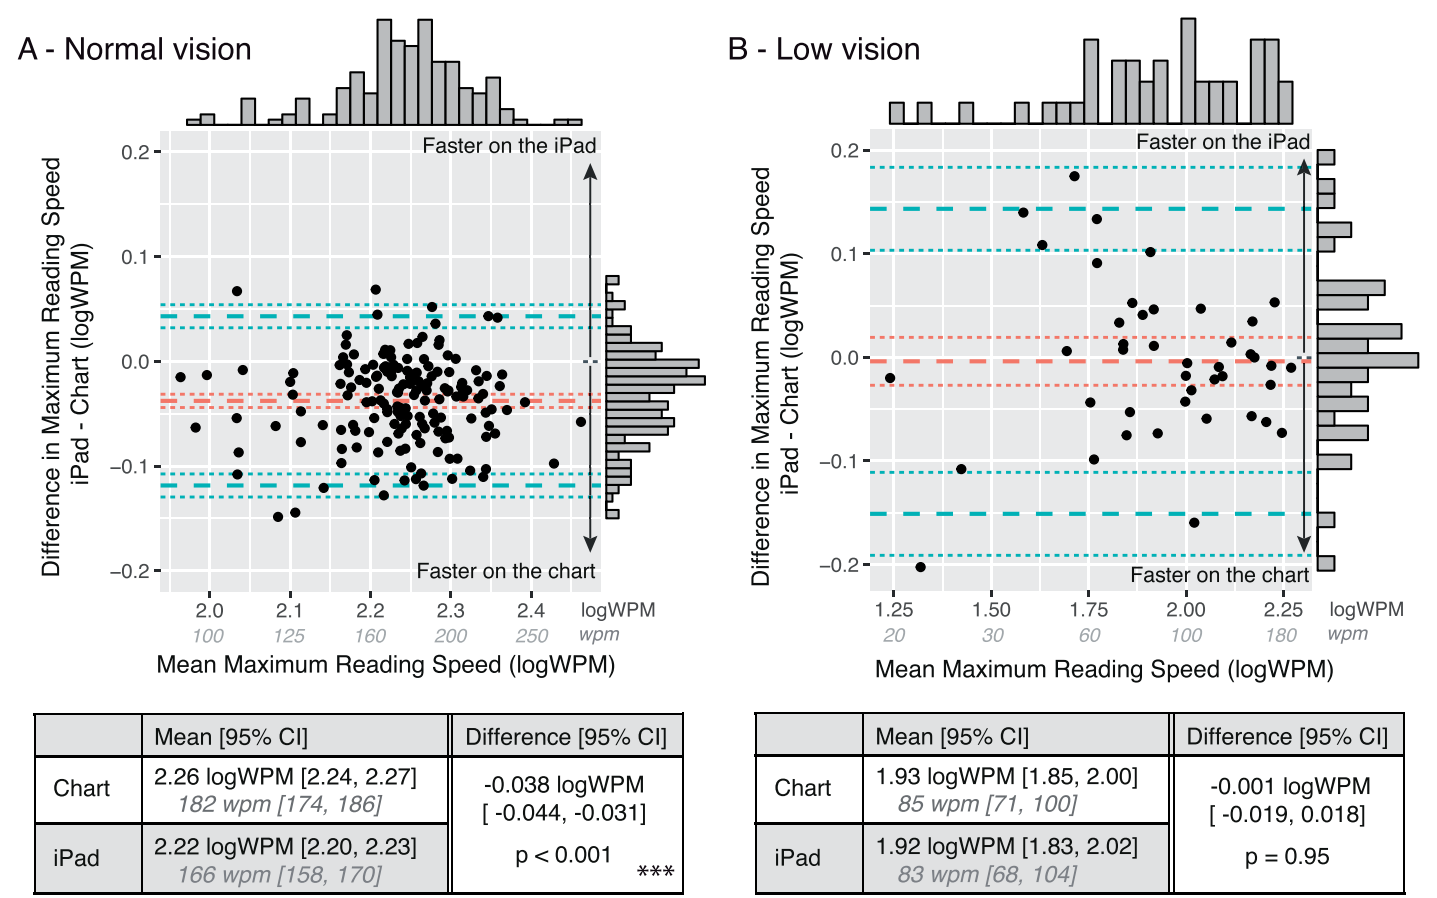 A - Normal vision
Faster on the iPad
0.2
0.1
0.0
−0.1
−0.2
Difference in Maximum Reading Speed
iPad - Chart (logWPM)
Faster on the chart
2.0 2.1 2.2 2.3 2.4 logWPM
100 125 160 200 250 wpm
Mean Maximum Reading Speed (logWPM)
Mean [95% CI] Difference [95% CI]
Chart
2.26 logWPM [2.24, 2.27]
182 wpm [174, 186]
iPad
2.22 logWPM [2.20, 2.23]
166 wpm [158, 170]
-0.038 logWPM
[ -0.044, -0.031]
p < 0.001
***
B - Low vision
Faster on the iPad
0.2
0.1
0.0
−0.1
−0.2
Difference in Maximum Reading Speed
iPad - Chart (logWPM)
Faster on the chart
1.25 1.50 1.75 2.00 2.25 logWPM
20 30 60 100 180 wpm
Mean Maximum Reading Speed (logWPM)
Mean [95% CI] Difference [95% CI]
Chart
1.93 logWPM [1.85, 2.00]
85 wpm [71, 100]
iPad
1.92 logWPM [1.83, 2.02]
83 wpm [68, 104]
-0.001 logWPM
[ -0.019, 0.018]
p = 0.95